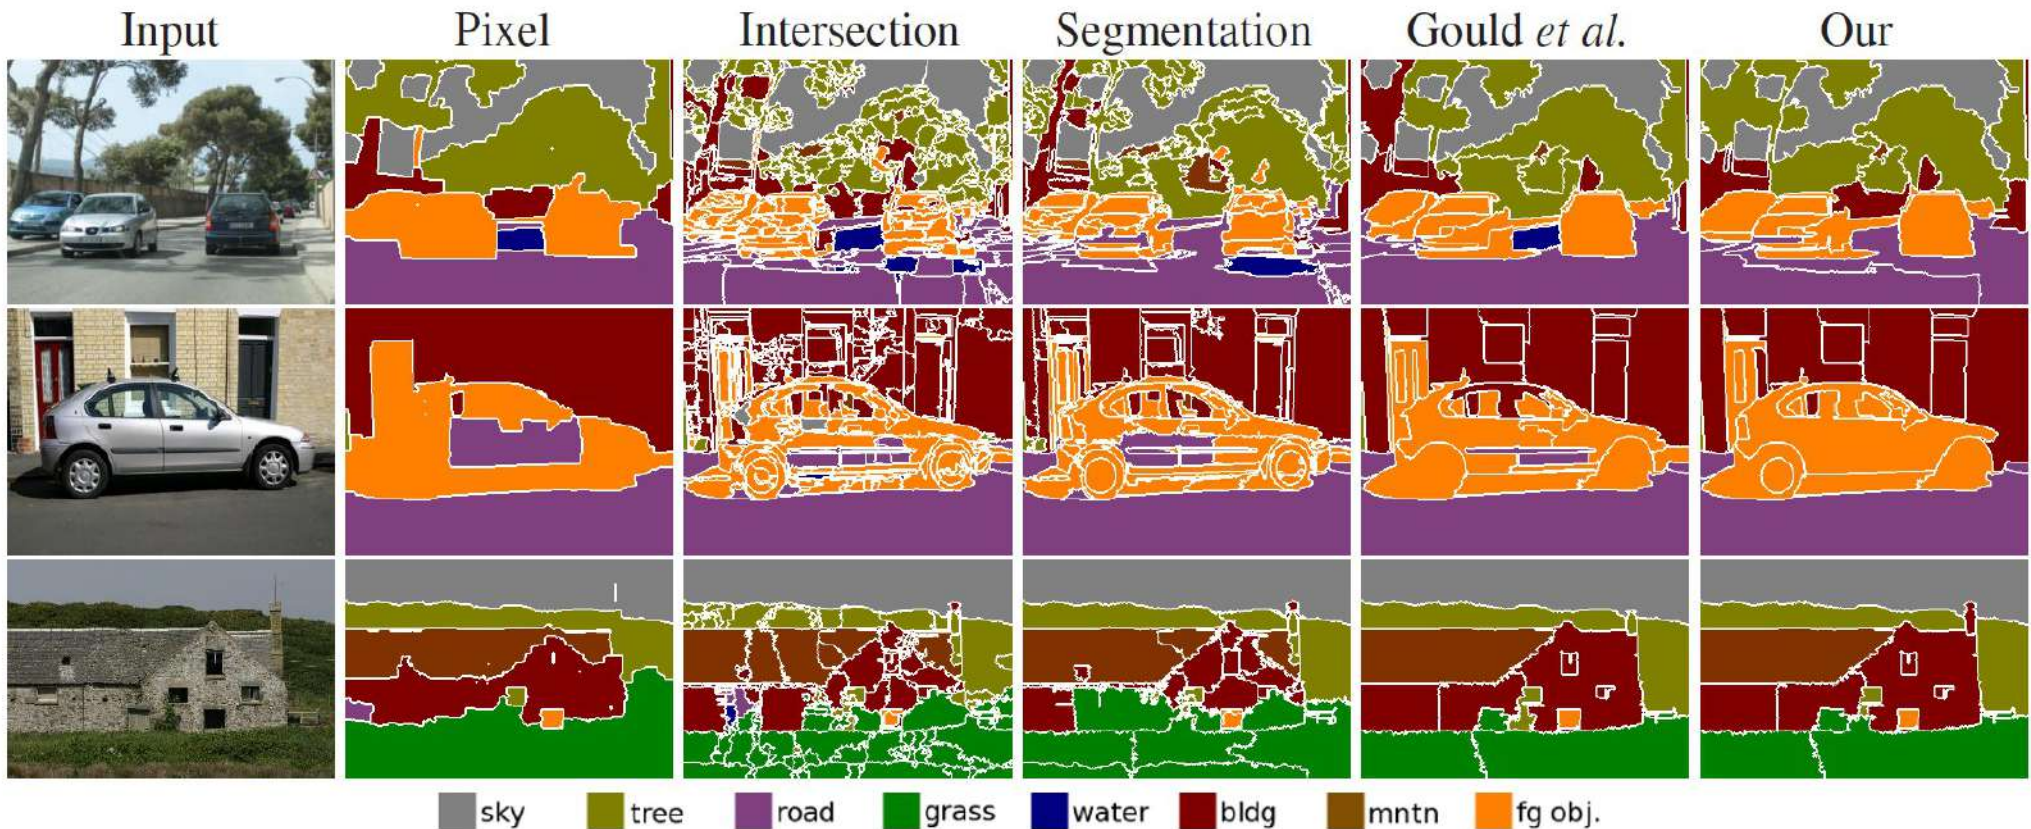 Input Pixel Intersection Segmentation Gould et al. Our
sky tree road grass water bldg mntn fg obj.